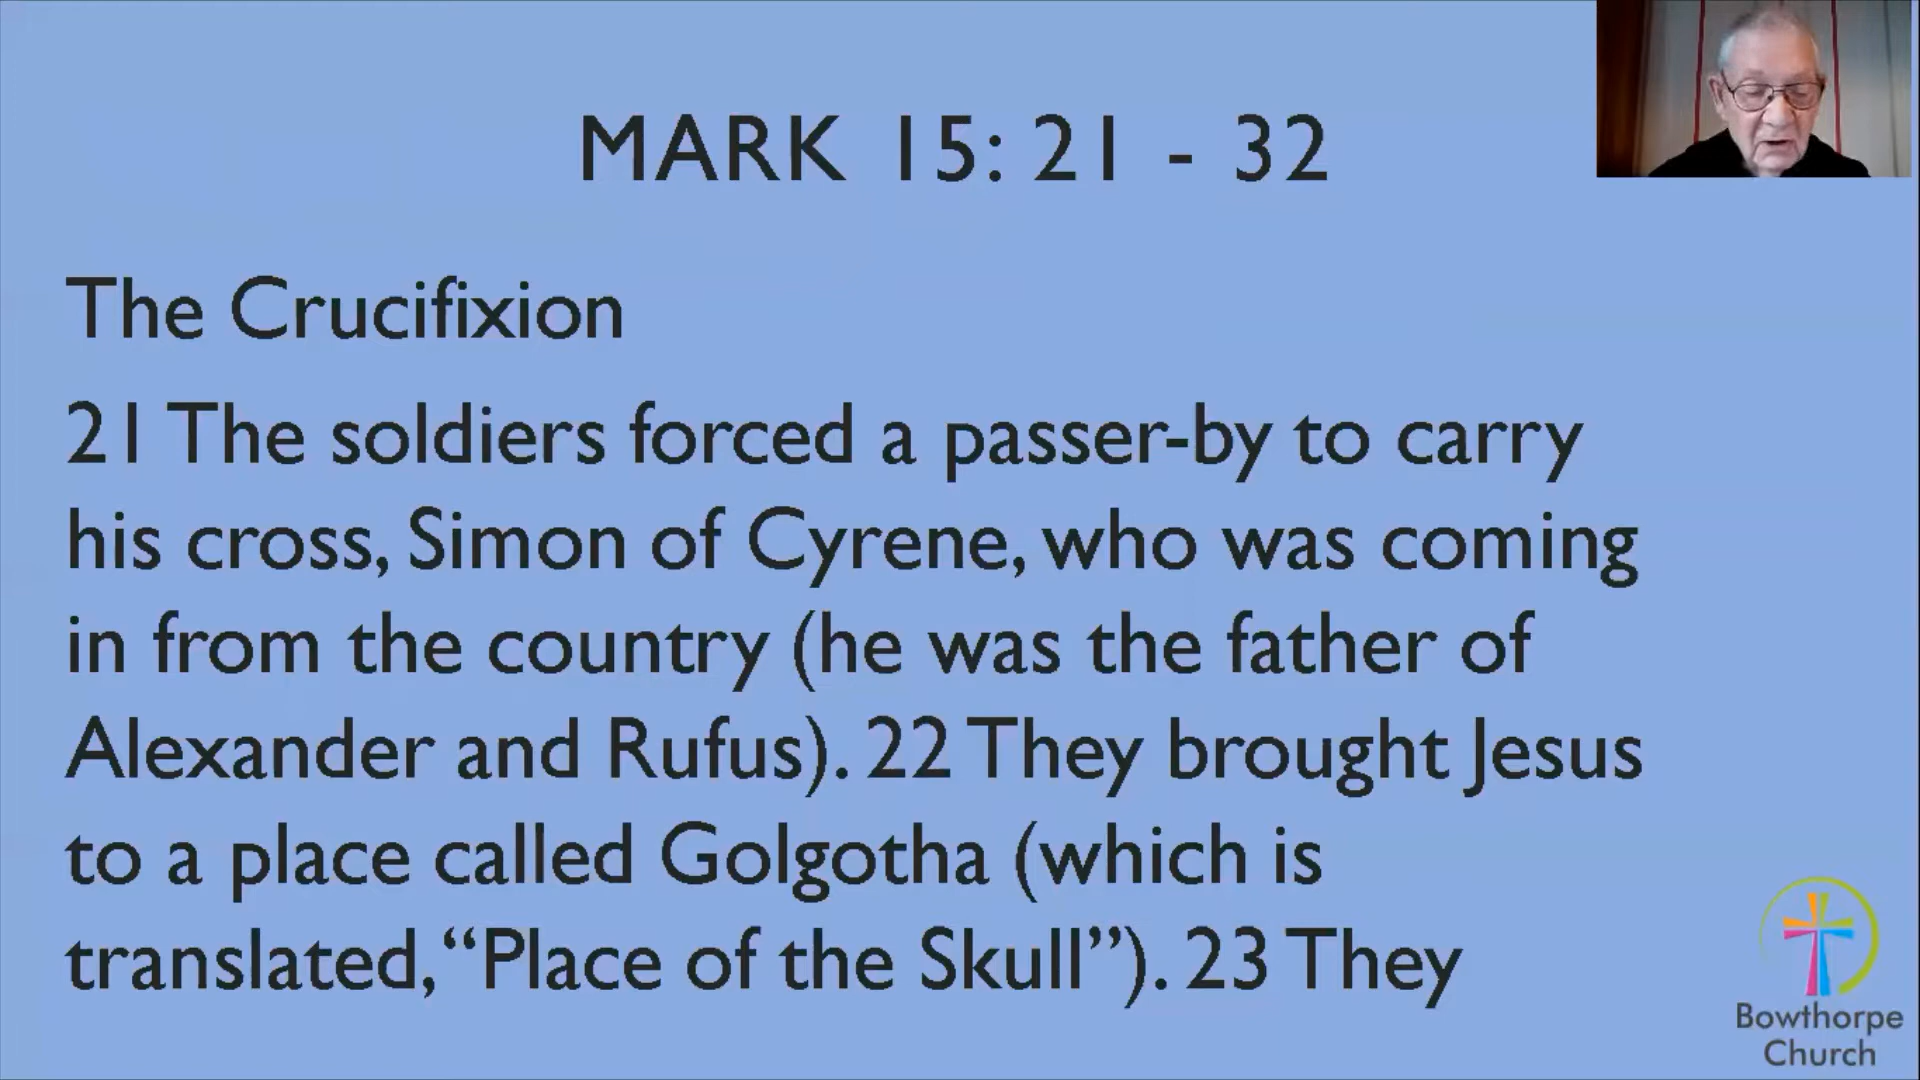 MARK 15: 21 - 32
The Crucifixion
21 The soldiers forced a passer-by to carry
his cross, Simon of Cyrene, who was coming
in from the country (he was the father of
Alexander and Rufus). 22 They brought Jesus
to a place called Golgotha (which is
translated, “Place of the Skull”). 23 They
Bowthorpe
Church